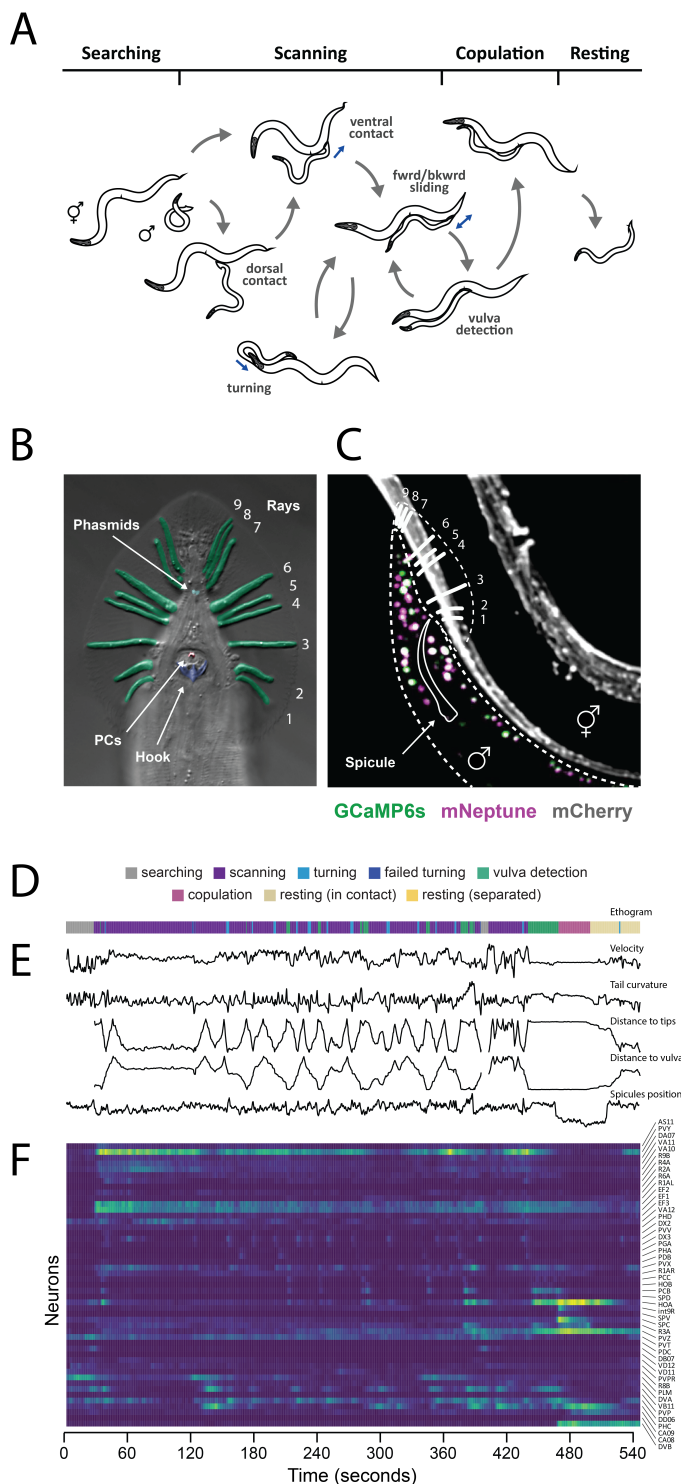 A
Searching Scanning Copulation Resting
ventral
contact
fwrd/bkwrd
sliding
dorsal
contact
vulva
detection
turning
B
C
9
8
7
Rays
Phasmids
6
5
4
3
2
1
PCs
Hook
9
8
7
6
5
4
3
2
1
Spicule
GCaMP6s mNeptune mCherry
D
searching scanning turning failed turning vulva detection
copulation resting (in contact) resting (separated)
Ethogram
E
Velocity
Tail curvature
Distance to tips
Distance to vulva
Spicules position
F
AS11
PVY
DA07
VA11
VA10
R9B
R4A
R2A
R6A
R1AL
EF2
EF1
EF3
VA12
PHD
DX2
PVV
DX3
PGA
PHA
PDB
PVX
R1AR
PCC
HOB
PCB
SPD
HOA
int9R
SPV
SPC
R3A
PVZ
PVT
PDC
DB07
VD12
VD11
PVPR
R8B
PLM
DVA
VB11
PVP
DD06
PHC
CA09
CA08
DVB
Neurons
0 60 120 180 240 300 360 420 480 540
Time (seconds)